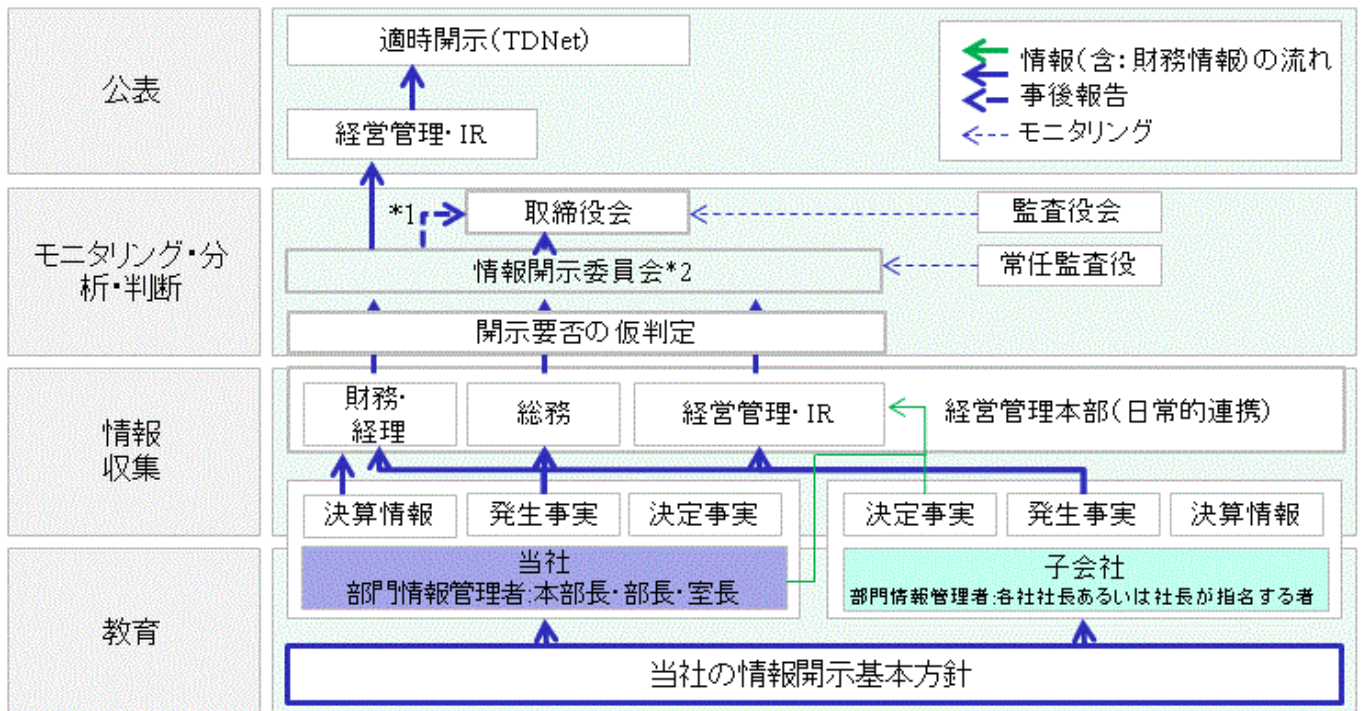 公表
適時開示(TDNet)
経営管理・IR
情報(含:財務情報)の流れ
事後報告
モニタリング
モニタリング・分
析・判断
*1
取締役会
監査役会
情報開示委員会*2
常任監査役
開示要否の仮判定
情報
収集
財務・
経理
総務
経営管理・IR
経営管理本部(日常的連携)
決算情報
発生事実
決定事実
決定事実
発生事実
決算情報
教育
当社
部門情報管理者:本部長・部長・室長
子会社
部門情報管理者:各社社長あるいは社長が指名する者
当社の情報開示基本方針